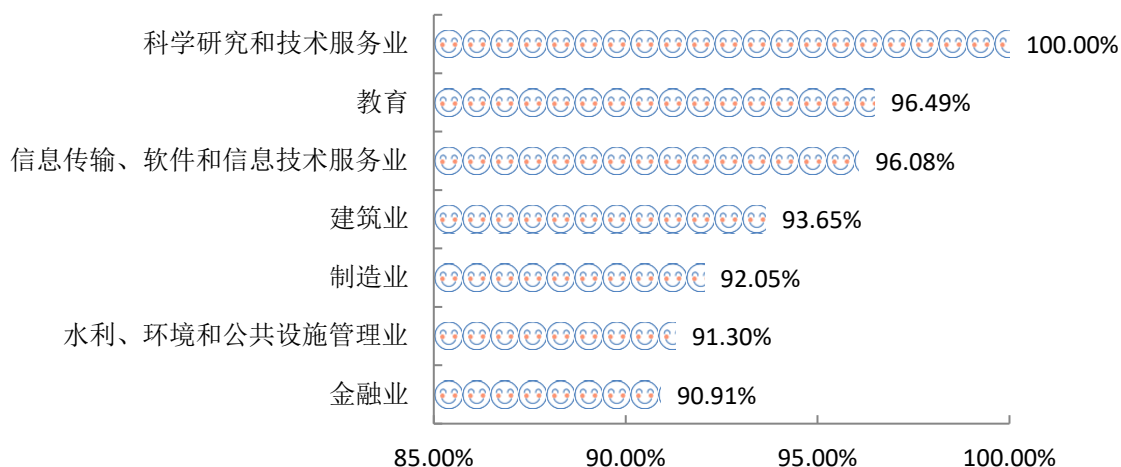 科学研究和技术服务业 100.00%
教育 96.49%
信息传输、软件和信息技术服务业 96.08%
建筑业 93.65%
制造业 92.05%
水利、环境和公共设施管理业 91.30%
金融业 90.91%
85.00% 90.00% 95.00% 100.00%